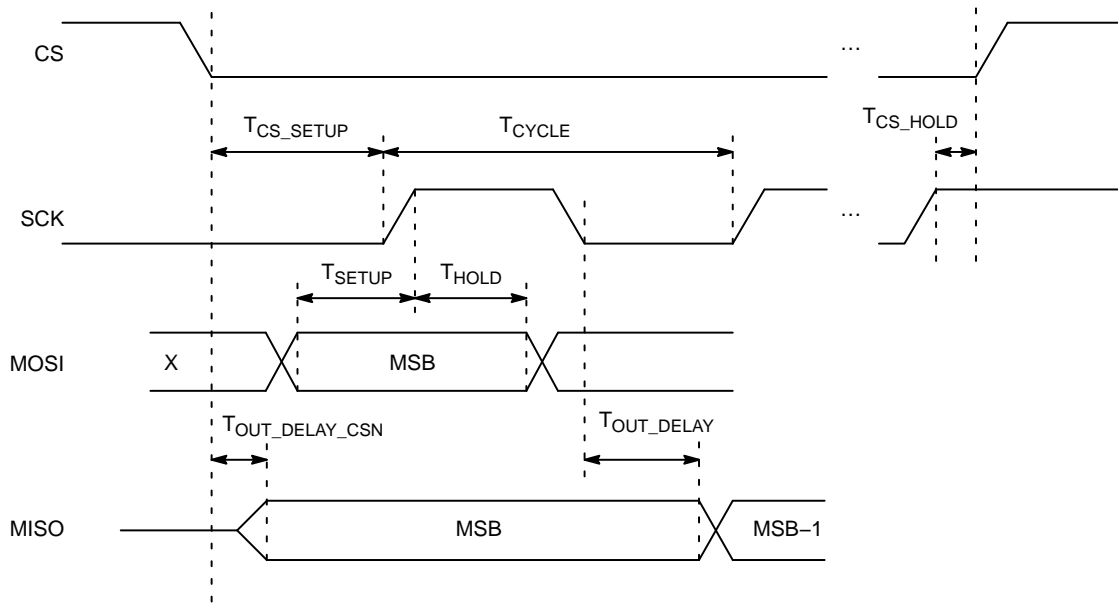 CS
...
T_CS_SETUP
T_CYCLE
T_CS_HOLD
SCK
...
T_SETUP
T_HOLD
MOSI
X
MSB
T_OUT_DELAY_CSN
T_OUT_DELAY
MISO
MSB
MSB−1